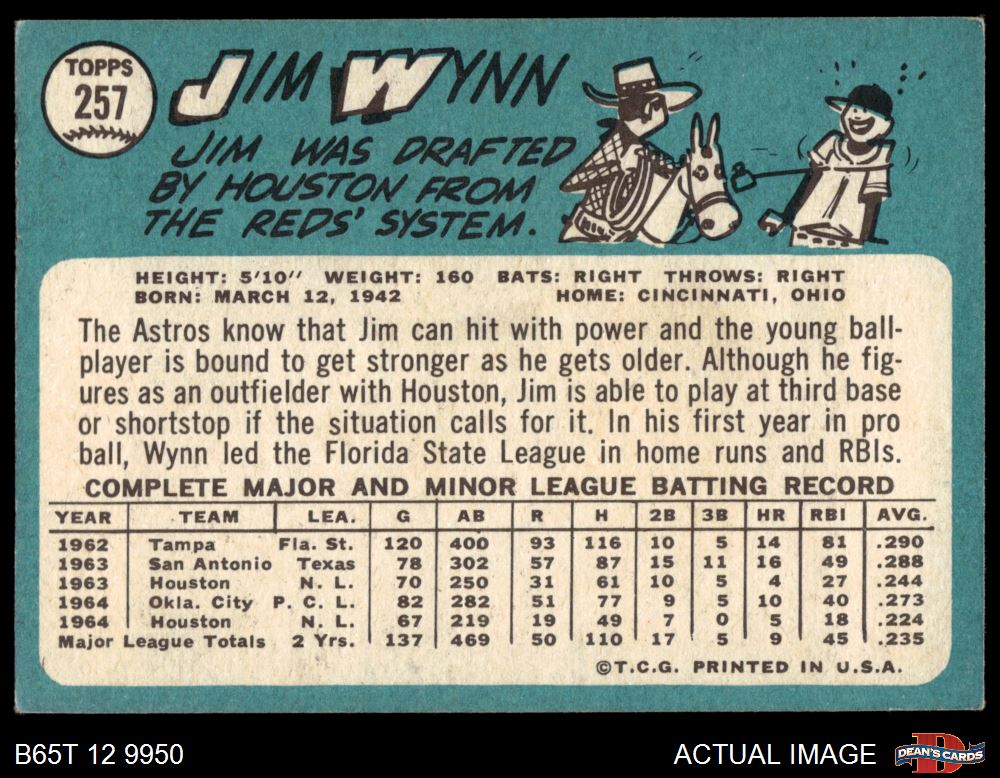 TOPPS
257
JIM WYNN
JIM WAS DRAFTED
BY HOUSTON FROM
THE REDS' SYSTEM.
HEIGHT: 5'10" WEIGHT: 160 BATS: RIGHT THROWS: RIGHT
BORN: MARCH 12, 1942 HOME: CINCINNATI, OHIO
The Astros know that Jim can hit with power and the young ball-
player is bound to get stronger as he gets older. Although he fig-
ures as an outfielder with Houston, Jim is able to play at third base
or shortstop if the situation calls for it. In his first year in pro
ball, Wynn led the Florida State League in home runs and RBIs.
COMPLETE MAJOR AND MINOR LEAGUE BATTING RECORD
YEAR TEAM LEA. G AB R H 2B 3B HR RBI AVG.
1962 Tampa Fla. St. 120 400 93 116 10 5 14 81 .290
1963 San Antonio Texas 78 302 57 87 15 11 16 49 .288
1963 Houston N. L. 70 250 31 61 10 5 4 27 .244
1964 Okla. City P. C. L. 82 282 51 77 9 5 10 40 .273
1964 Houston N. L. 67 219 19 49 7 0 5 18 .224
Major League Totals 2 Yrs. 137 469 50 110 17 5 9 45 .235
©T.C.G. PRINTED IN U.S.A.
B65T 12 9950 ACTUAL IMAGE DEAN'S CARDS